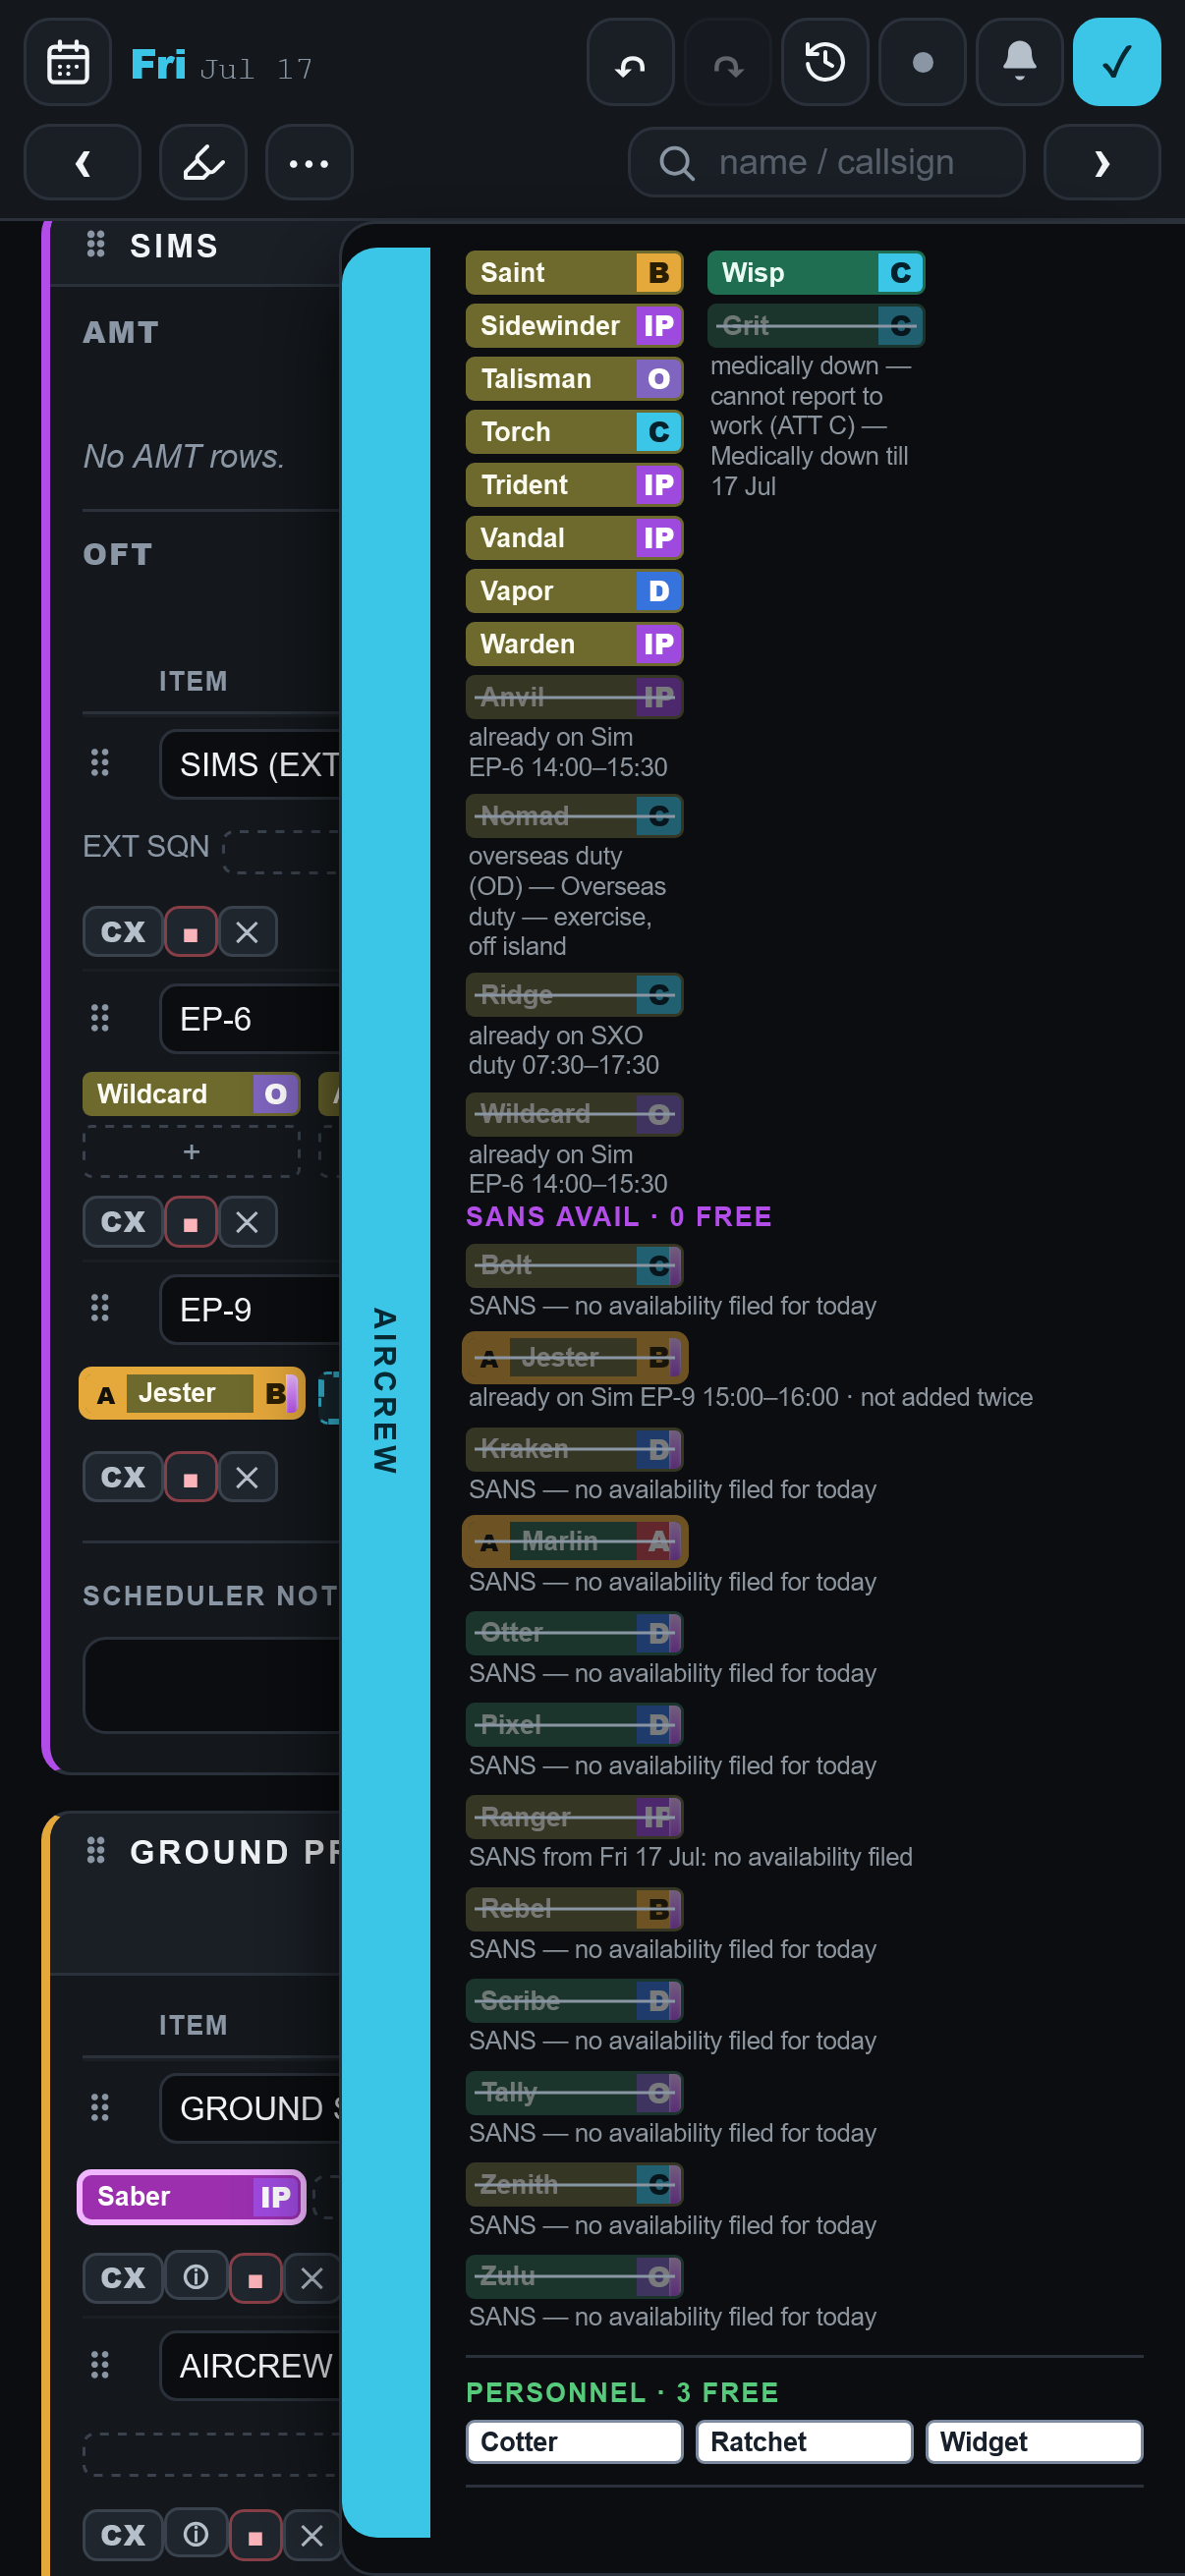 Fri Jul 17
name / callsign
SIMS
AMT
No AMT rows.
OFT
ITEM
SIMS (EXT
EXT SQN
CX
EP-6
Wildcard O
+
CX
EP-9
A Jester B
CX
SCHEDULER NOT
GROUND PR
ITEM
GROUND S
Saber IP
CX
AIRCREW
CX
AIRCREW
Saint B
Sidewinder IP
Talisman O
Torch C
Trident IP
Vandal IP
Vapor D
Warden IP
Anvil IP
already on Sim
EP-6 14:00–15:30
Nomad C
overseas duty
(OD) — Overseas
duty — exercise,
off island
Ridge C
already on SXO
duty 07:30–17:30
Wildcard O
already on Sim
EP-6 14:00–15:30
Wisp C
Grit C
medically down —
cannot report to
work (ATT C) —
Medically down till
17 Jul
SANS AVAIL · 0 FREE
Bolt C
SANS — no availability filed for today
A Jester B
already on Sim EP-9 15:00–16:00 · not added twice
Kraken D
SANS — no availability filed for today
A Marlin A
SANS — no availability filed for today
Otter D
SANS — no availability filed for today
Pixel D
SANS — no availability filed for today
Ranger IP
SANS from Fri 17 Jul: no availability filed
Rebel B
SANS — no availability filed for today
Scribe D
SANS — no availability filed for today
Tally O
SANS — no availability filed for today
Zenith C
SANS — no availability filed for today
Zulu O
SANS — no availability filed for today
PERSONNEL · 3 FREE
Cotter
Ratchet
Widget